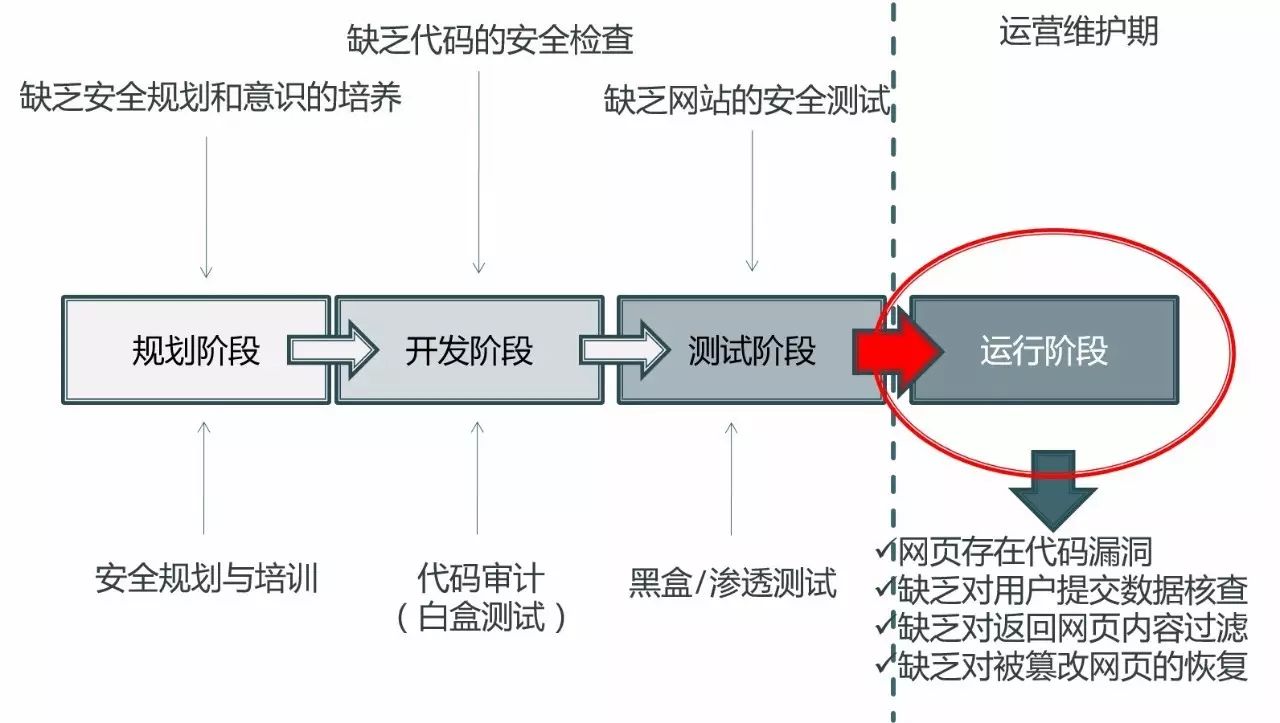 缺乏代码的安全检查
运营维护期
缺乏安全规划和意识的培养
缺乏网站的安全测试
规划阶段
开发阶段
测试阶段
运行阶段
安全规划与培训
代码审计
（白盒测试）
黑盒/渗透测试
✓网页存在代码漏洞
✓缺乏对用户提交数据核查
✓缺乏对返回网页内容过滤
✓缺乏对被篡改网页的恢复